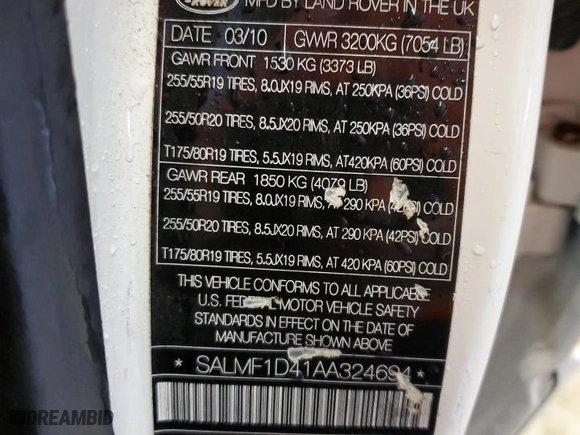 ROVER
MFD BY LAND ROVER IN THE UK
DATE 03/10 GVWR 3200KG (7054 LB)
GAWR FRONT 1530 KG (3373 LB)
255/55R19 TIRES, 8.0JX19 RIMS, AT 250KPA (36PSI) COLD
255/50R20 TIRES, 8.5JX20 RIMS, AT 250KPA (36PSI) COLD
T175/80R19 TIRES, 5.5JX19 RIMS, AT420KPA (60PSI) COLD
GAWR REAR 1850 KG (4079 LB)
255/55R19 TIRES, 8.0JX19 RIMS, AT 290 KPA (42PSI) COLD
255/50R20 TIRES, 8.5JX20 RIMS, AT 290 KPA (42PSI) COLD
T175/80R19 TIRES, 5.5JX19 RIMS, AT 420 KPA (60PSI) COLD
THIS VEHICLE CONFORMS TO ALL APPLICABLE
U.S. FEDERAL MOTOR VEHICLE SAFETY
STANDARDS IN EFFECT ON THE DATE OF
MANUFACTURE SHOWN ABOVE
* SALMF1D41AA324694 *
DREAMBID